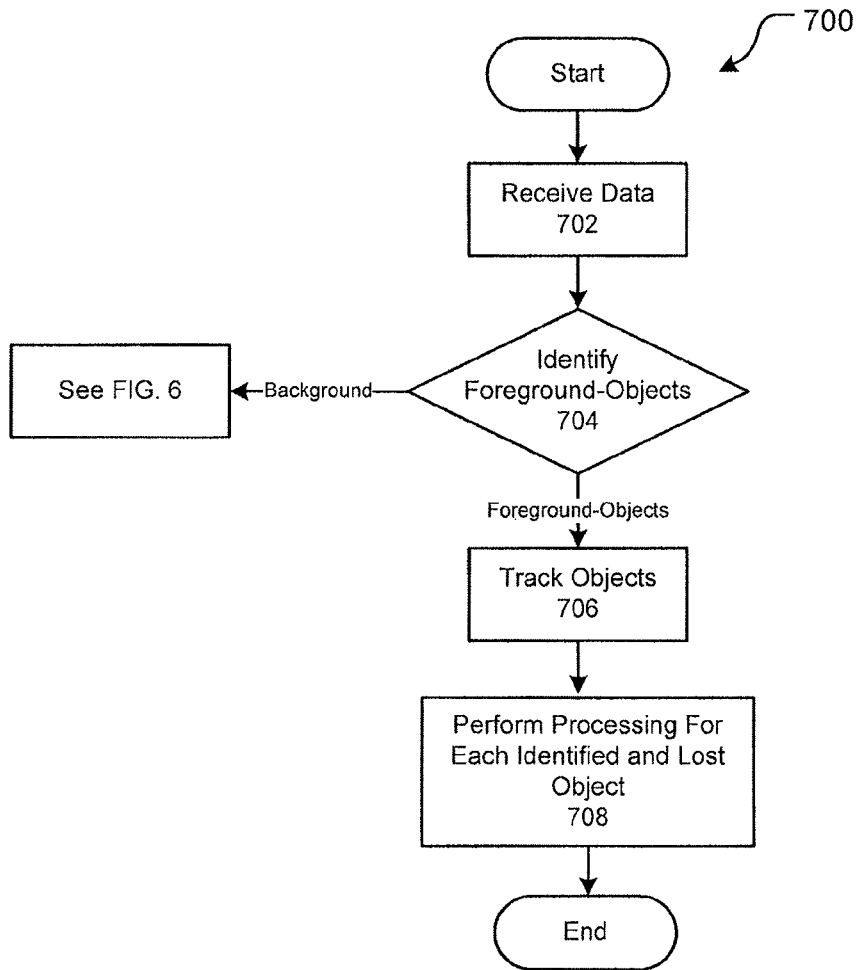 700
Start
Receive Data
702
Identify
Foreground-Objects
704
Background
See FIG. 6
Foreground-Objects
Track Objects
706
Perform Processing For
Each Identified and Lost
Object
708
End